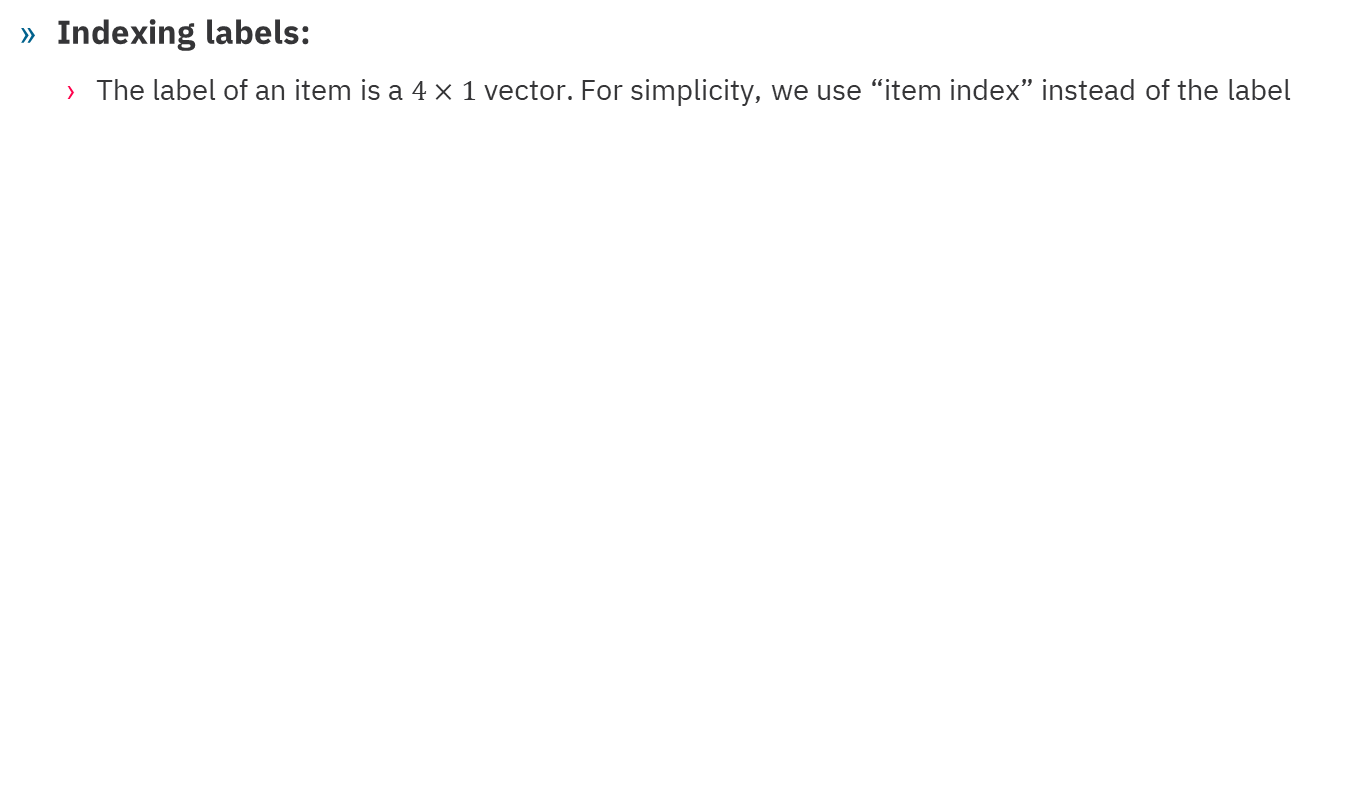 » Indexing labels:
› The label of an item is a 4 × 1 vector. For simplicity, we use “item index” instead of the label